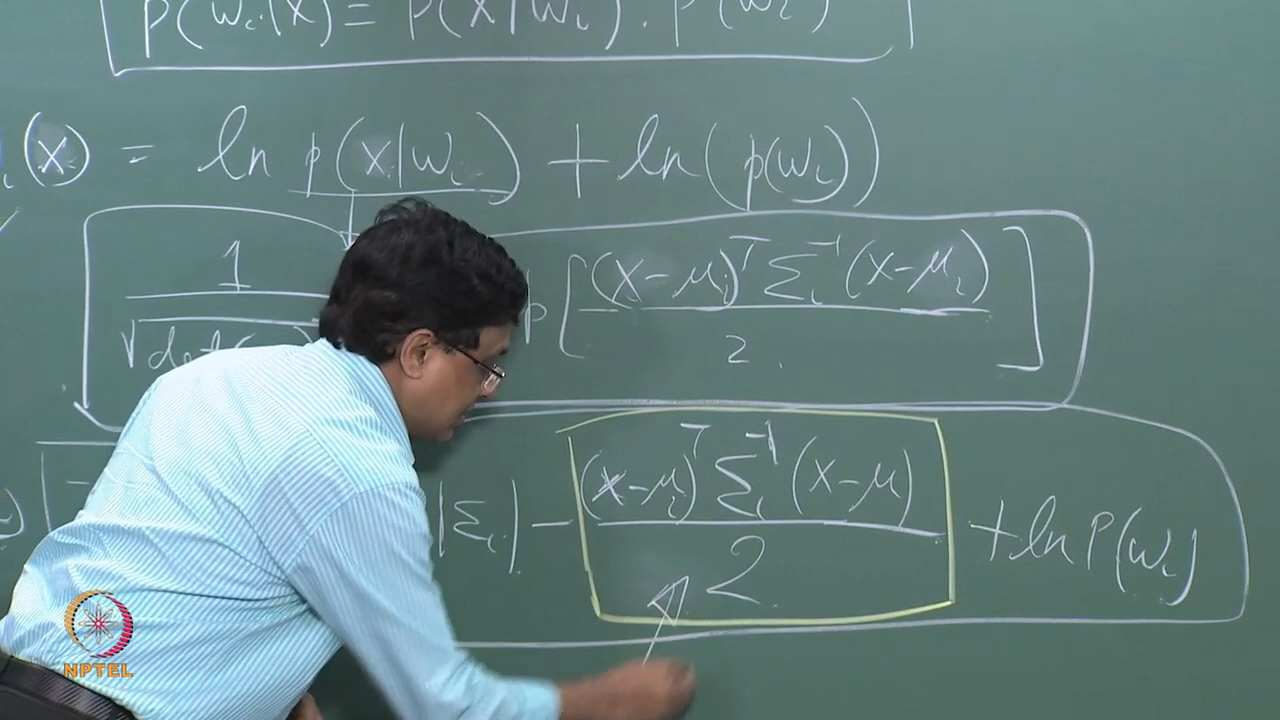 P(ωᵢ|x) = P(x|ωᵢ) . P(ωᵢ)
ᵢ(x) = ln p(x|ωᵢ) + ln(p(ωᵢ))
1 / √det( [ (x-μᵢ)ᵀ Σᵢ⁻¹ (x-μᵢ) / 2 ]
|Σᵢ| - (x-μᵢ)ᵀ Σᵢ⁻¹ (x-μ) / 2 + ln P(ωᵢ)
NPTEL